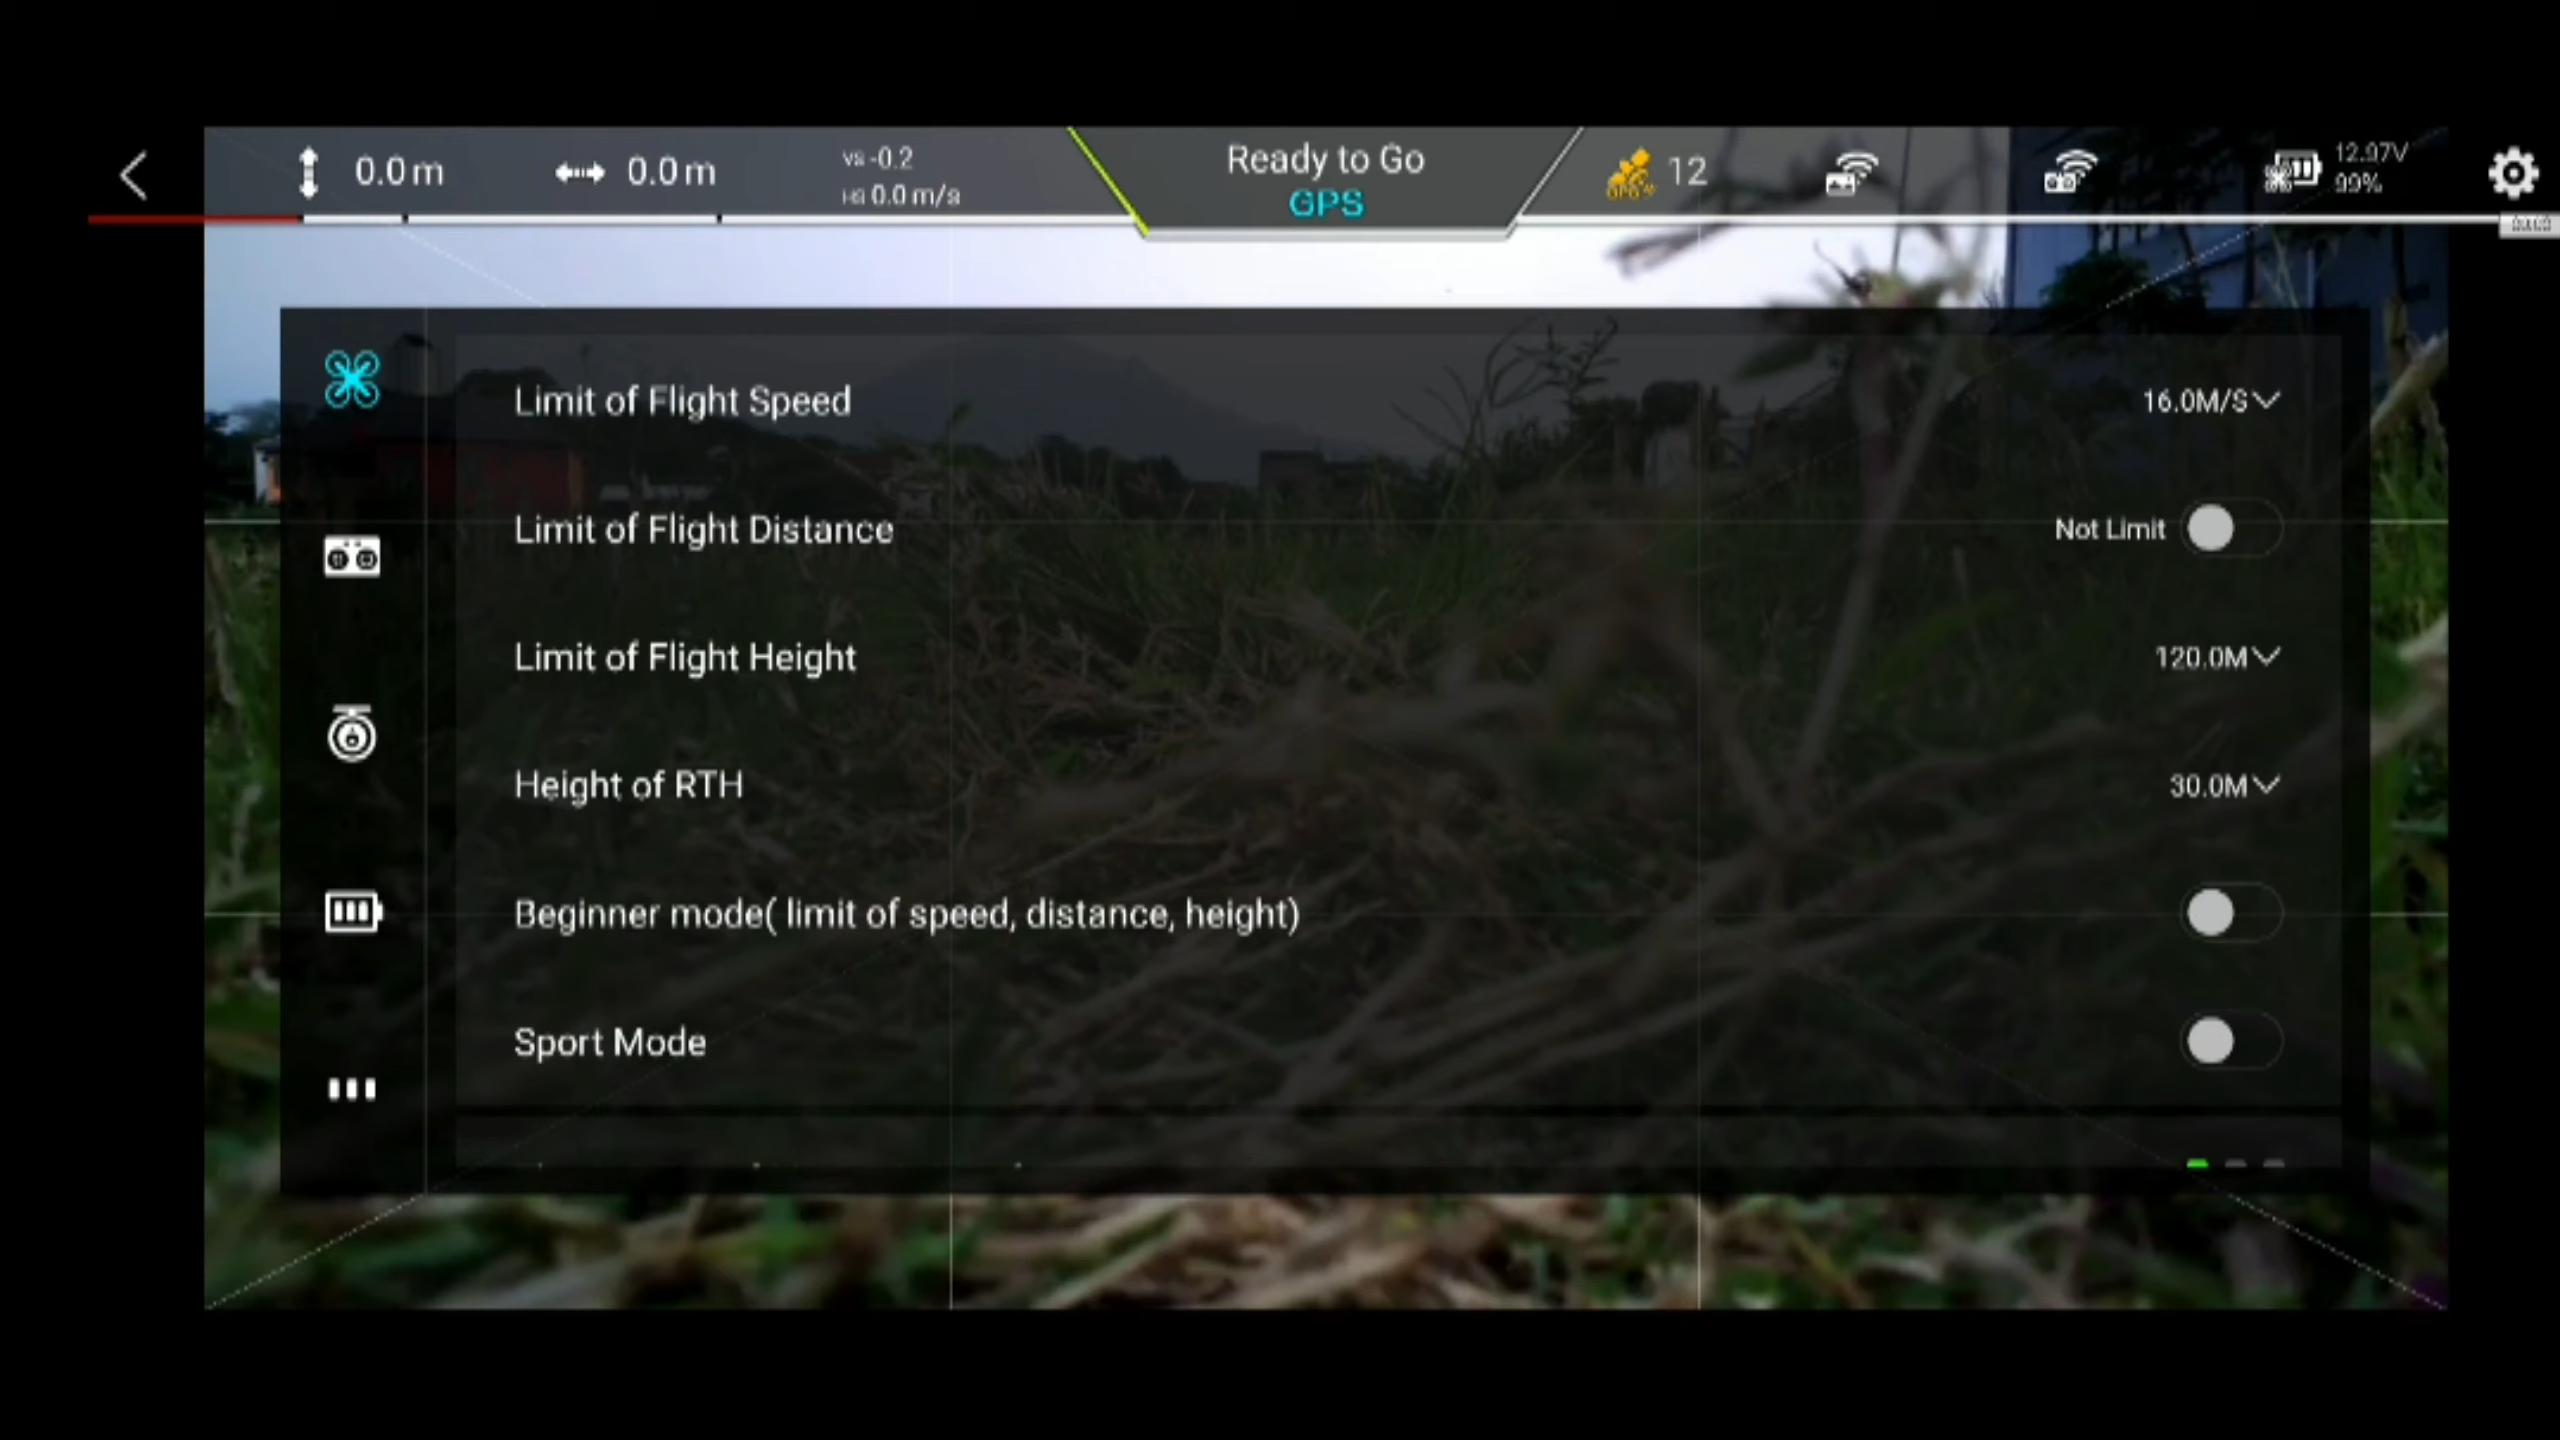 0.0 m
0.0 m
VS -0.2
HS 0.0 m/s
Ready to Go
GPS
12
12.97V
99%
Limit of Flight Speed
16.0M/S
Limit of Flight Distance
Not Limit
Limit of Flight Height
120.0M
Height of RTH
30.0M
Beginner mode( limit of speed, distance, height)
Sport Mode